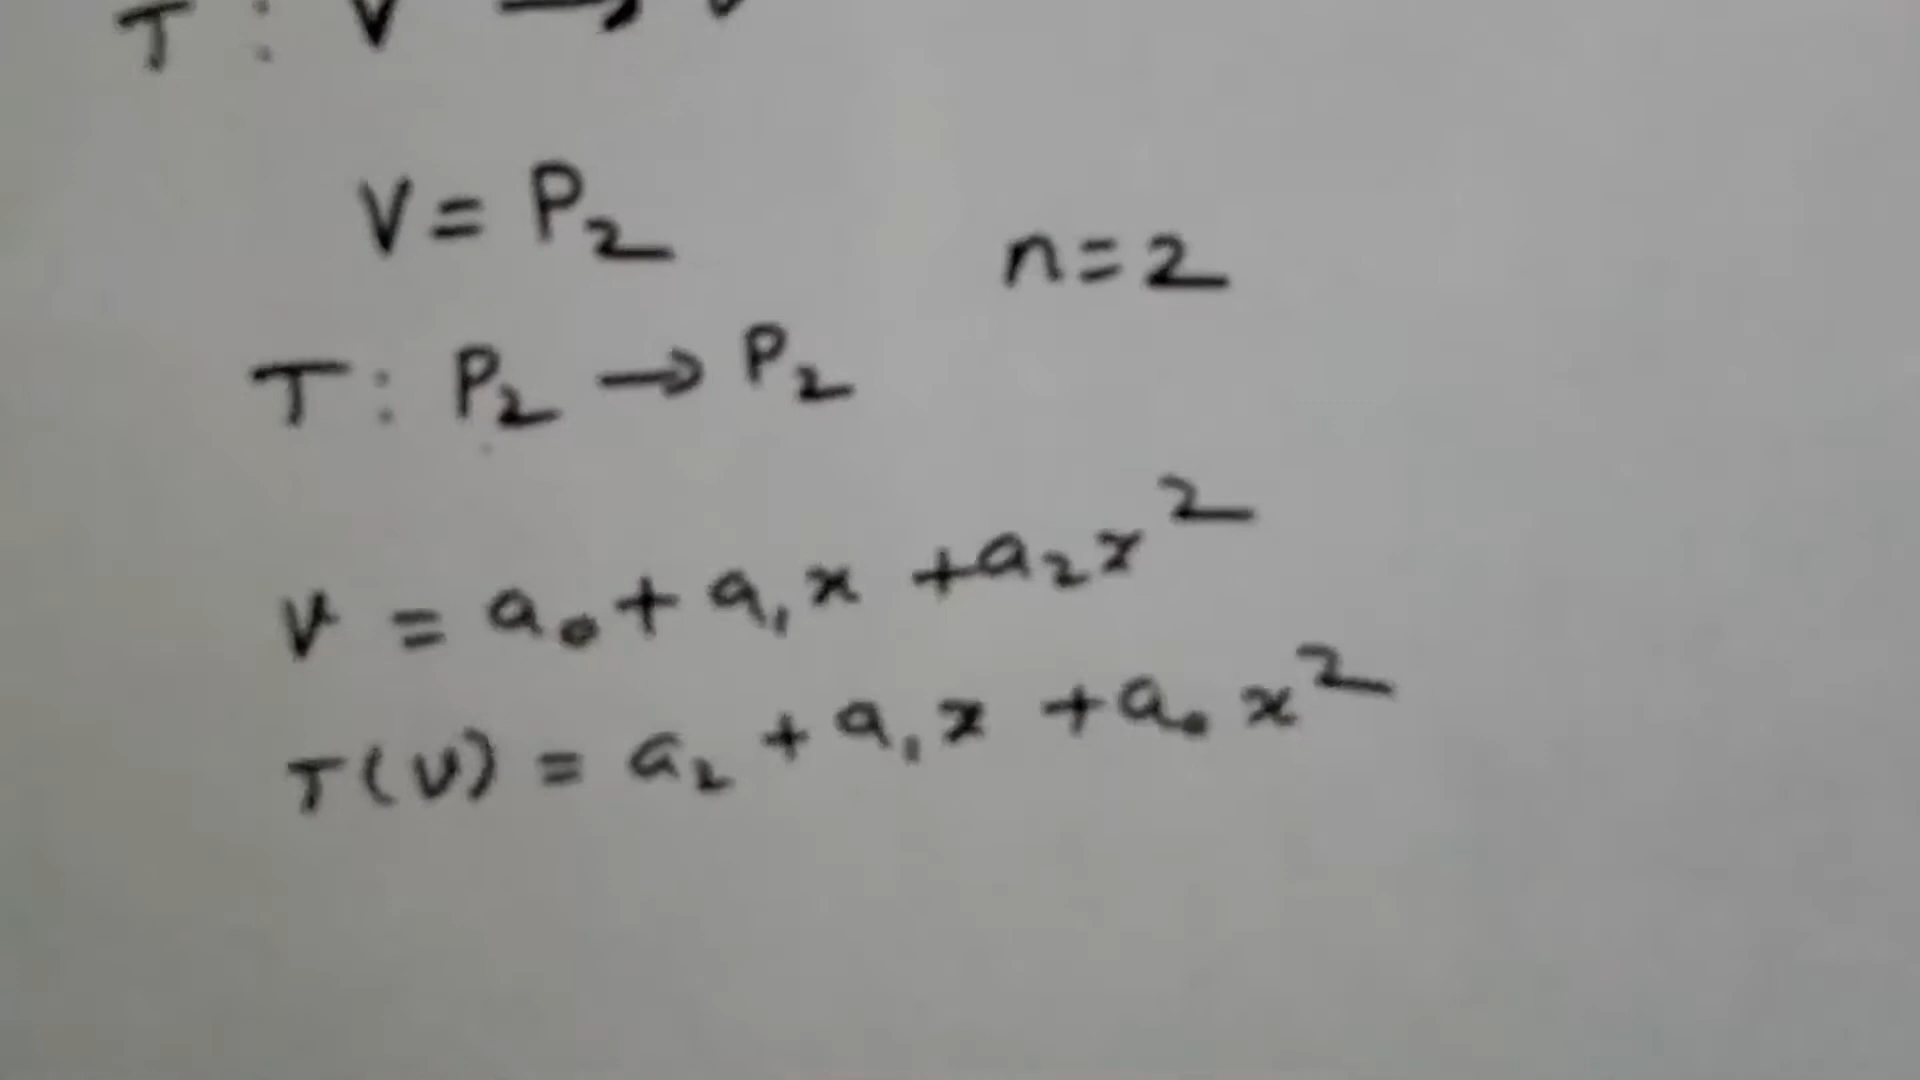 T : V → V
V = P₂
n = 2
T : P₂ → P₂
V = a₀ + a₁x + a₂x²
T(V) = a₂ + a₁x + a₀x²